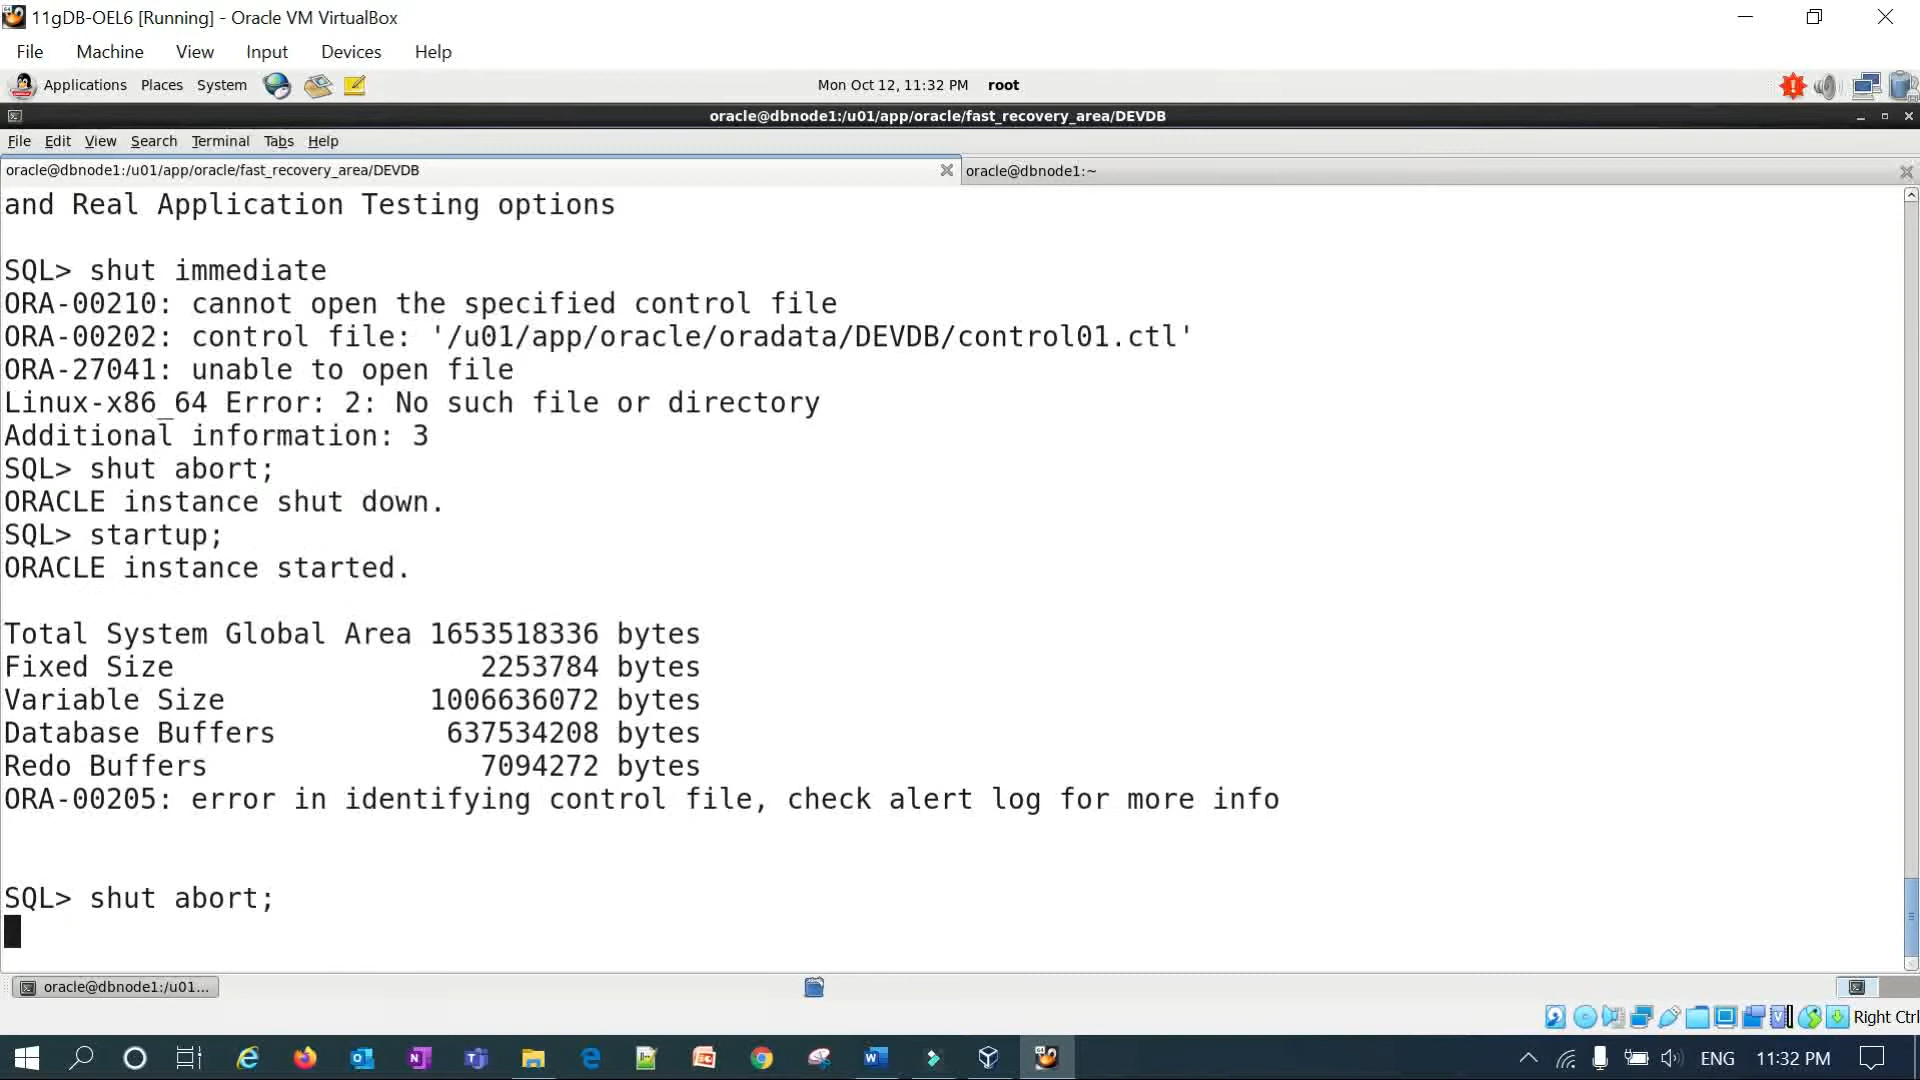 11gDB-OEL6 [Running] - Oracle VM VirtualBox
File Machine View Input Devices Help
Applications Places System Mon Oct 12, 11:32 PM root
oracle@dbnode1:/u01/app/oracle/fast_recovery_area/DEVDB
File Edit View Search Terminal Tabs Help
oracle@dbnode1:/u01/app/oracle/fast_recovery_area/DEVDB oracle@dbnode1:~
and Real Application Testing options
SQL> shut immediate
ORA-00210: cannot open the specified control file
ORA-00202: control file: '/u01/app/oracle/oradata/DEVDB/control01.ctl'
ORA-27041: unable to open file
Linux-x86_64 Error: 2: No such file or directory
Additional information: 3
SQL> shut abort;
ORACLE instance shut down.
SQL> startup;
ORACLE instance started.
Total System Global Area 1653518336 bytes
Fixed Size 2253784 bytes
Variable Size 1006636072 bytes
Database Buffers 637534208 bytes
Redo Buffers 7094272 bytes
ORA-00205: error in identifying control file, check alert log for more info
SQL> shut abort;
oracle@dbnode1:/u01...
Right Ctrl
ENG 11:32 PM